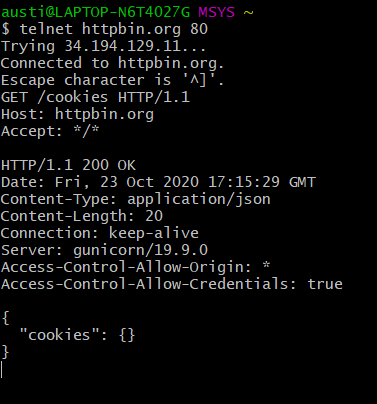 austi@LAPTOP-N6T4O27G MSYS ~
$ telnet httpbin.org 80
Trying 34.194.129.11...
Connected to httpbin.org.
Escape character is '^]'.
GET /cookies HTTP/1.1
Host: httpbin.org
Accept: */*

HTTP/1.1 200 OK
Date: Fri, 23 Oct 2020 17:15:29 GMT
Content-Type: application/json
Content-Length: 20
Connection: keep-alive
Server: gunicorn/19.9.0
Access-Control-Allow-Origin: *
Access-Control-Allow-Credentials: true

{
  "cookies": {}
}